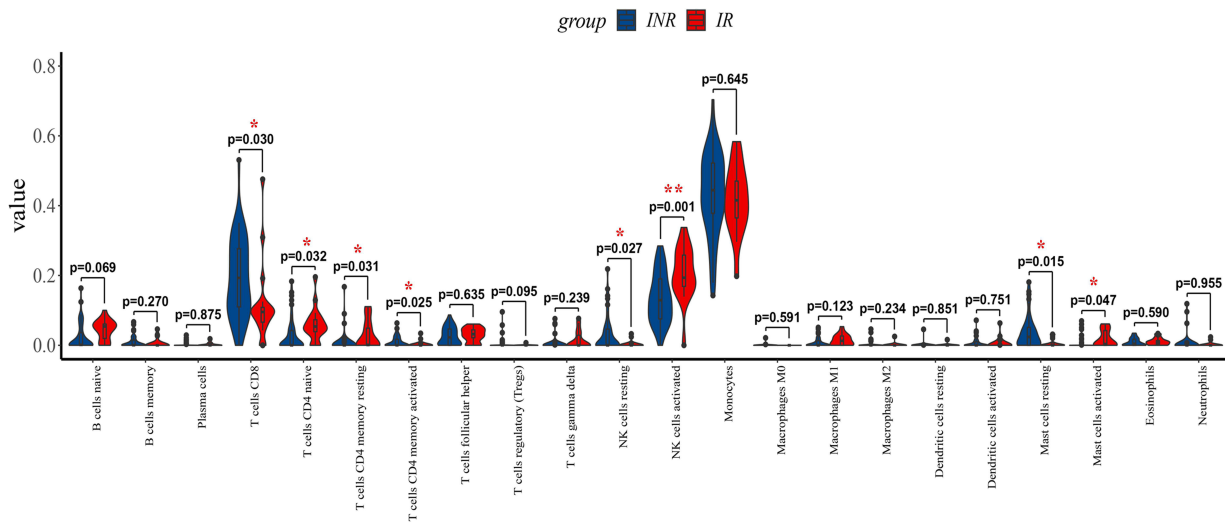 group INR IR
value
0.8
0.6
0.4
0.2
0.0
p=0.069
p=0.270
p=0.875
*
p=0.030
*
p=0.032
*
p=0.031
*
p=0.025
p=0.635
p=0.095
p=0.239
*
p=0.027
**
p=0.001
p=0.645
p=0.591
p=0.123
p=0.234
p=0.851
p=0.751
*
p=0.015
*
p=0.047
p=0.590
p=0.955
B cells naive
B cells memory
Plasma cells
T cells CD8
T cells CD4 naive
T cells CD4 memory resting
T cells CD4 memory activated
T cells follicular helper
T cells regulatory (Tregs)
T cells gamma delta
NK cells resting
NK cells activated
Monocytes
Macrophages M0
Macrophages M1
Macrophages M2
Dendritic cells resting
Dendritic cells activated
Mast cells resting
Mast cells activated
Eosinophils
Neutrophils